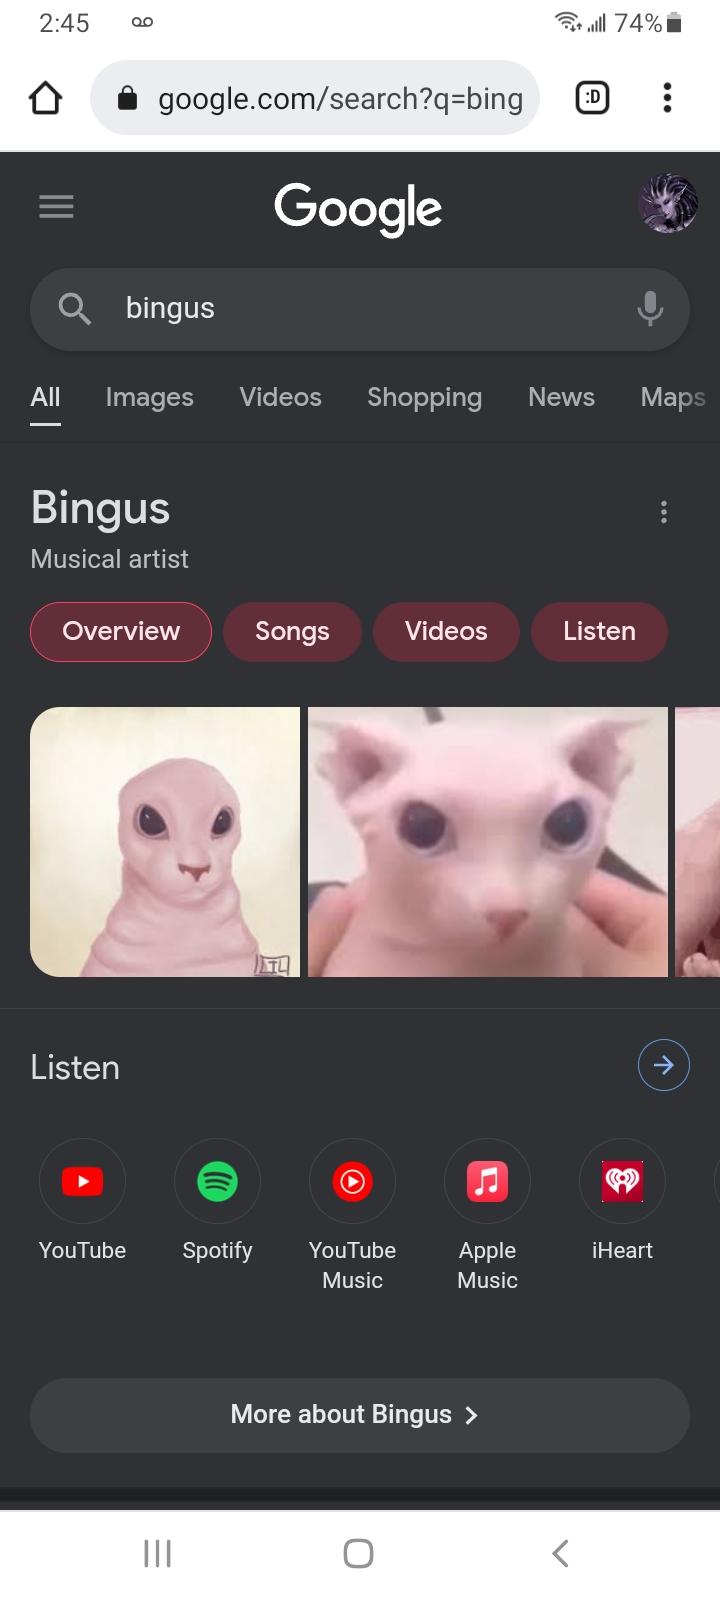 2:45
74%
google.com/search?q=bing
:D
Google
bingus
All Images Videos Shopping News Maps
Bingus
Musical artist
Overview Songs Videos Listen
Listen
YouTube Spotify YouTube Music Apple Music iHeart
More about Bingus